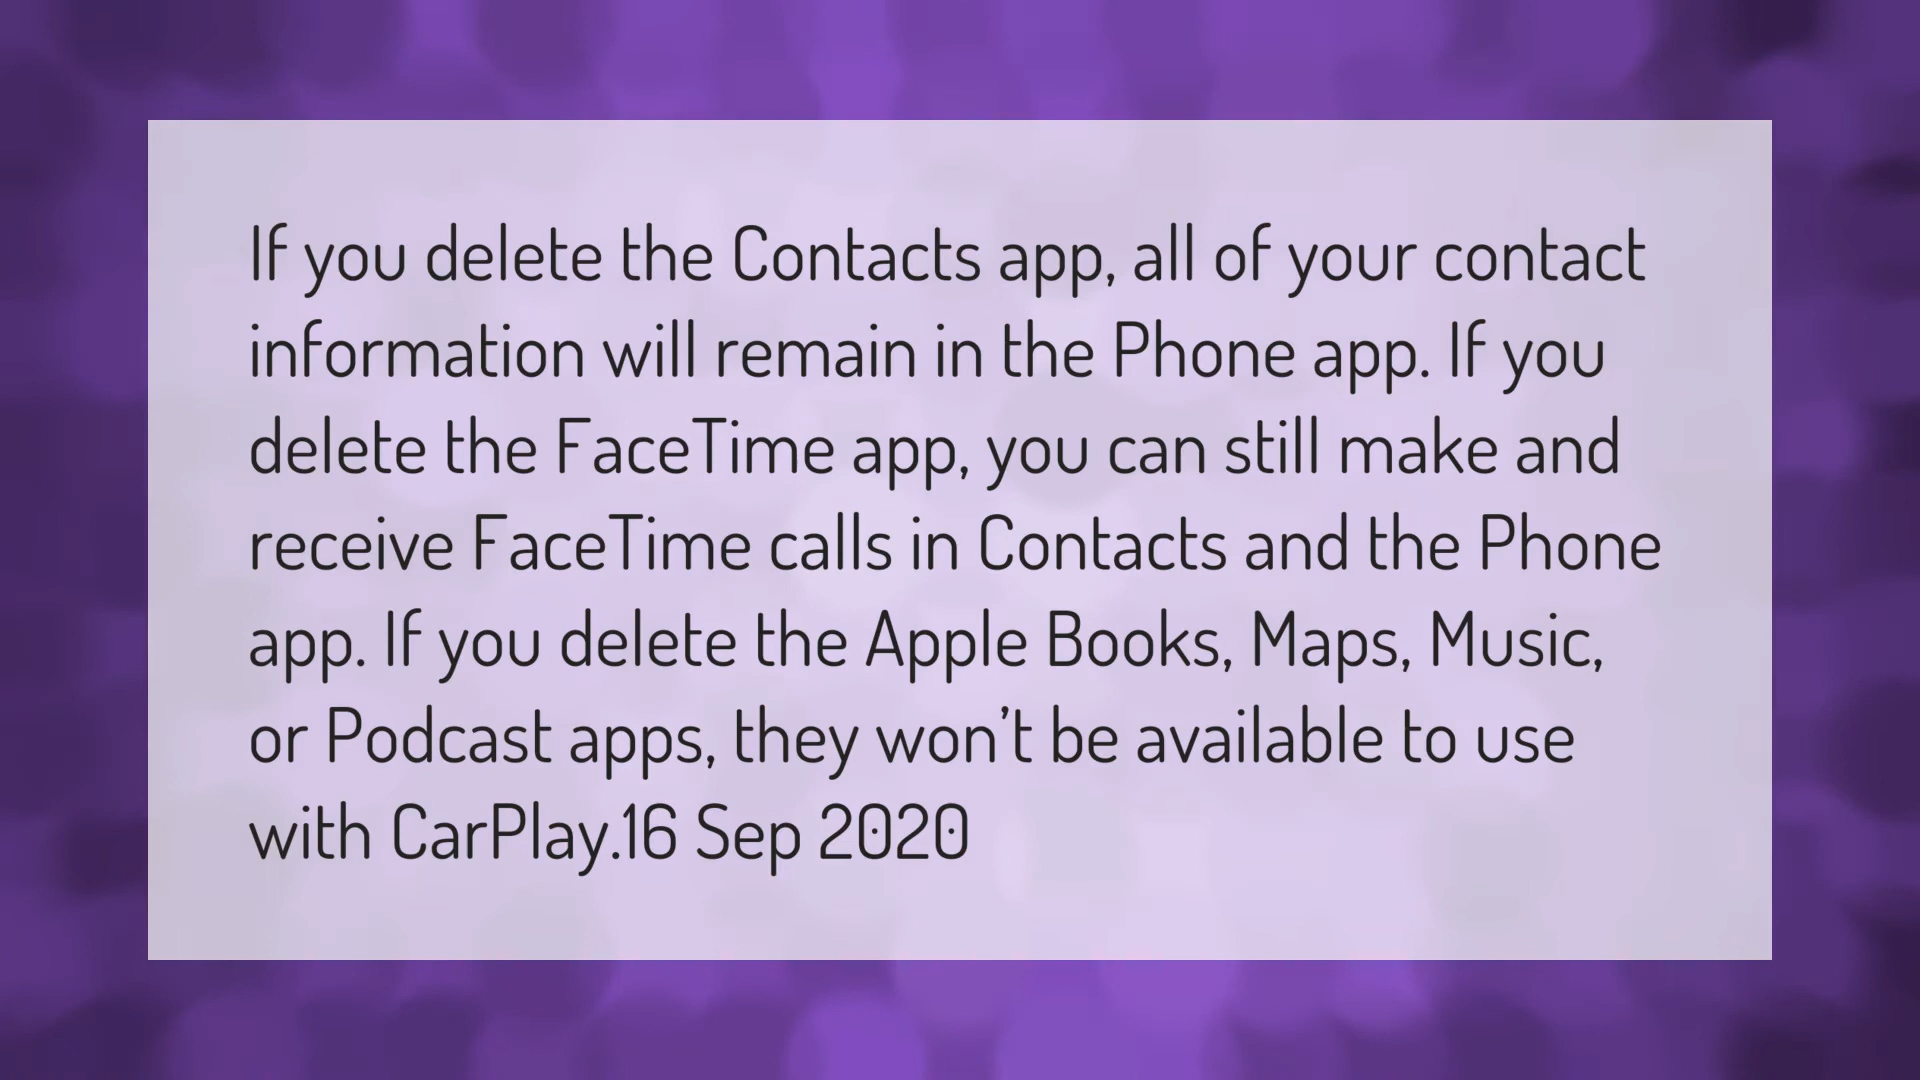 If you delete the Contacts app, all of your contact
information will remain in the Phone app. If you
delete the FaceTime app, you can still make and
receive FaceTime calls in Contacts and the Phone
app. If you delete the Apple Books, Maps, Music,
or Podcast apps, they won't be available to use
with CarPlay.16 Sep 2020